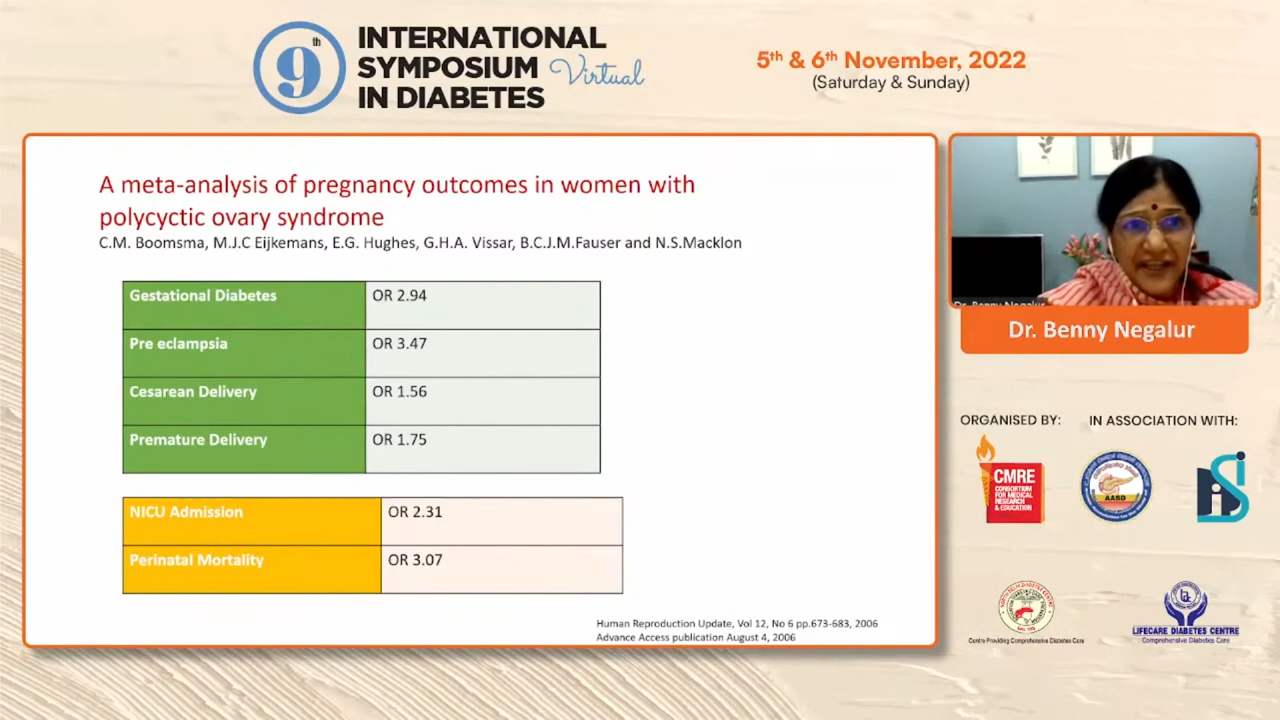 9th
INTERNATIONAL
SYMPOSIUM Virtual
IN DIABETES
5th & 6th November, 2022
(Saturday & Sunday)
A meta-analysis of pregnancy outcomes in women with
polycyctic ovary syndrome
C.M. Boomsma, M.J.C Eijkemans, E.G. Hughes, G.H.A. Vissar, B.C.J.M.Fauser and N.S.Macklon
Gestational Diabetes OR 2.94
Pre eclampsia OR 3.47
Cesarean Delivery OR 1.56
Premature Delivery OR 1.75
NICU Admission OR 2.31
Perinatal Mortality OR 3.07
Human Reproduction Update, Vol 12, No 6 pp.673-683, 2006
Advance Access publication August 4, 2006
Dr. Benny Negalur
Dr. Benny Negalur
ORGANISED BY:
IN ASSOCIATION WITH:
CMRE
CONSORTIUM
FOR MEDICAL
RESEARCH
& EDUCATION
AASD
Centre Providing Comprehensive Diabetes Care
LIFECARE DIABETES CENTRE
Comprehensive Diabetes Care